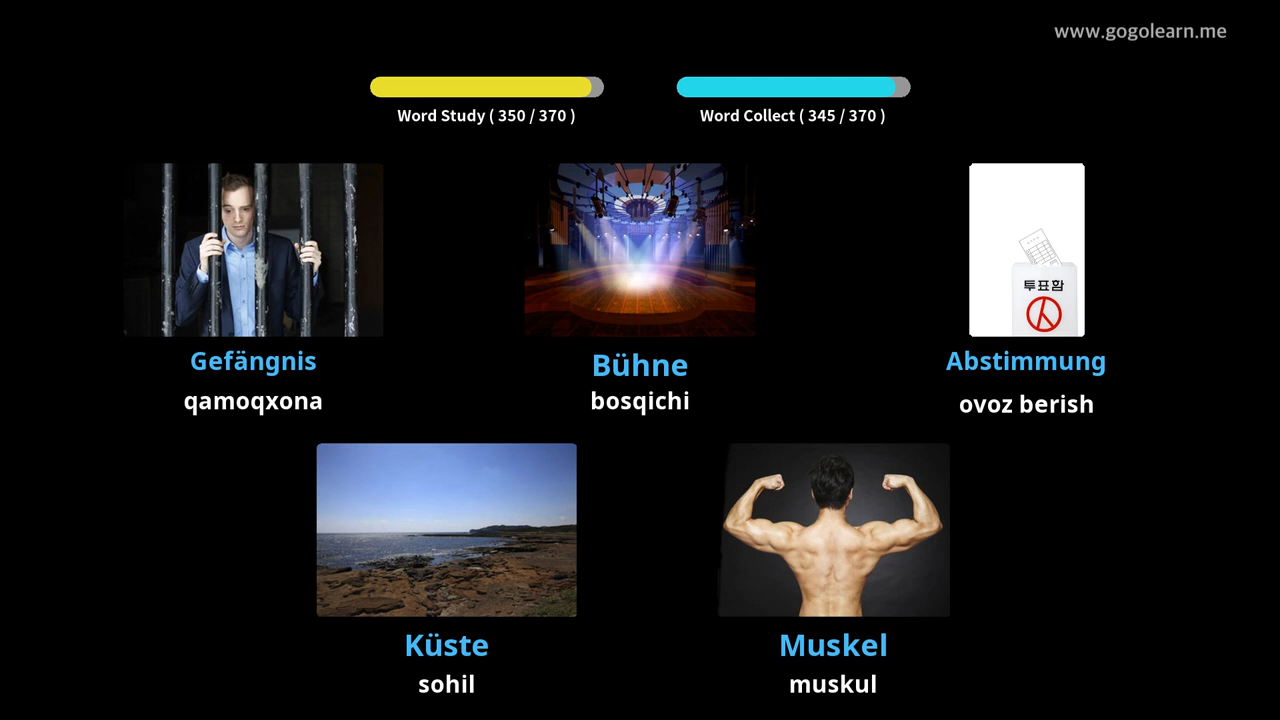 www.gogolearn.me
Word Study ( 350 / 370 )
Word Collect ( 345 / 370 )
투표함
Gefängnis
Bühne
Abstimmung
qamoqxona
bosqichi
ovoz berish
Küste
Muskel
sohil
muskul